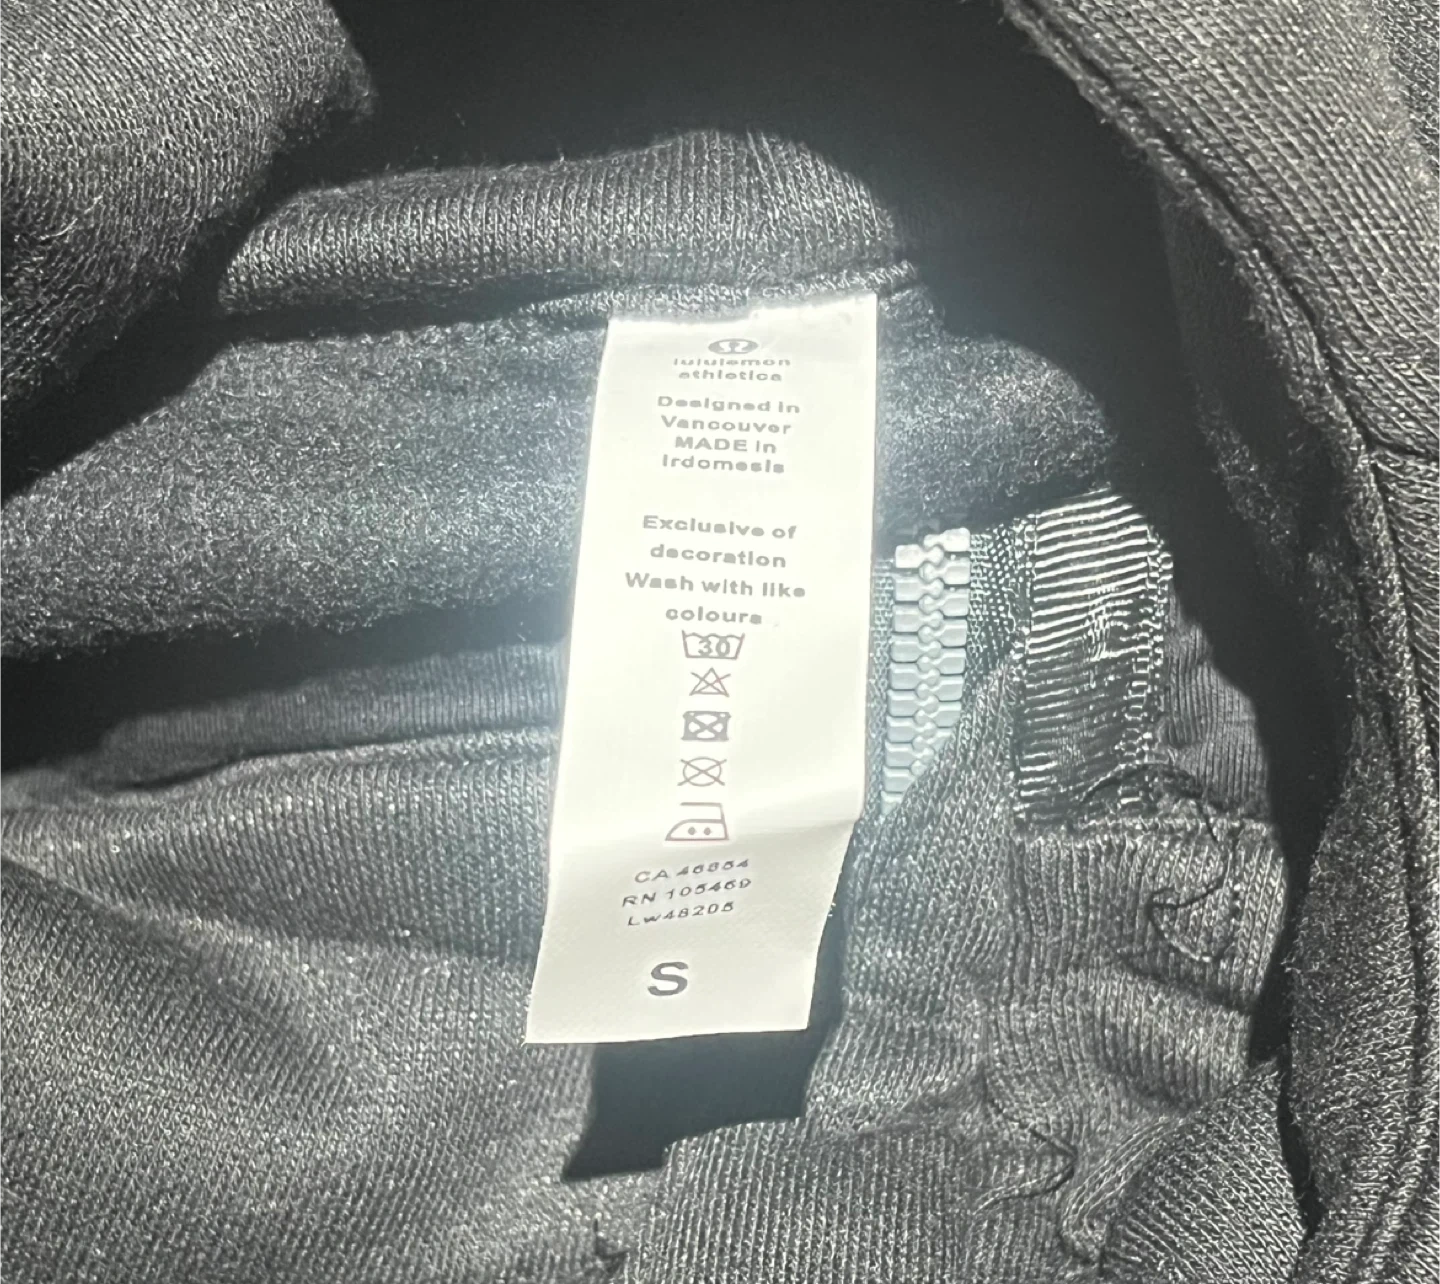 lululemon
athletica
Designed in
Vancouver
MADE in
Irdomesis
Exclusive of
decoration
Wash with like
colours
30
CA 46854
RN 105469
Lw48205
S